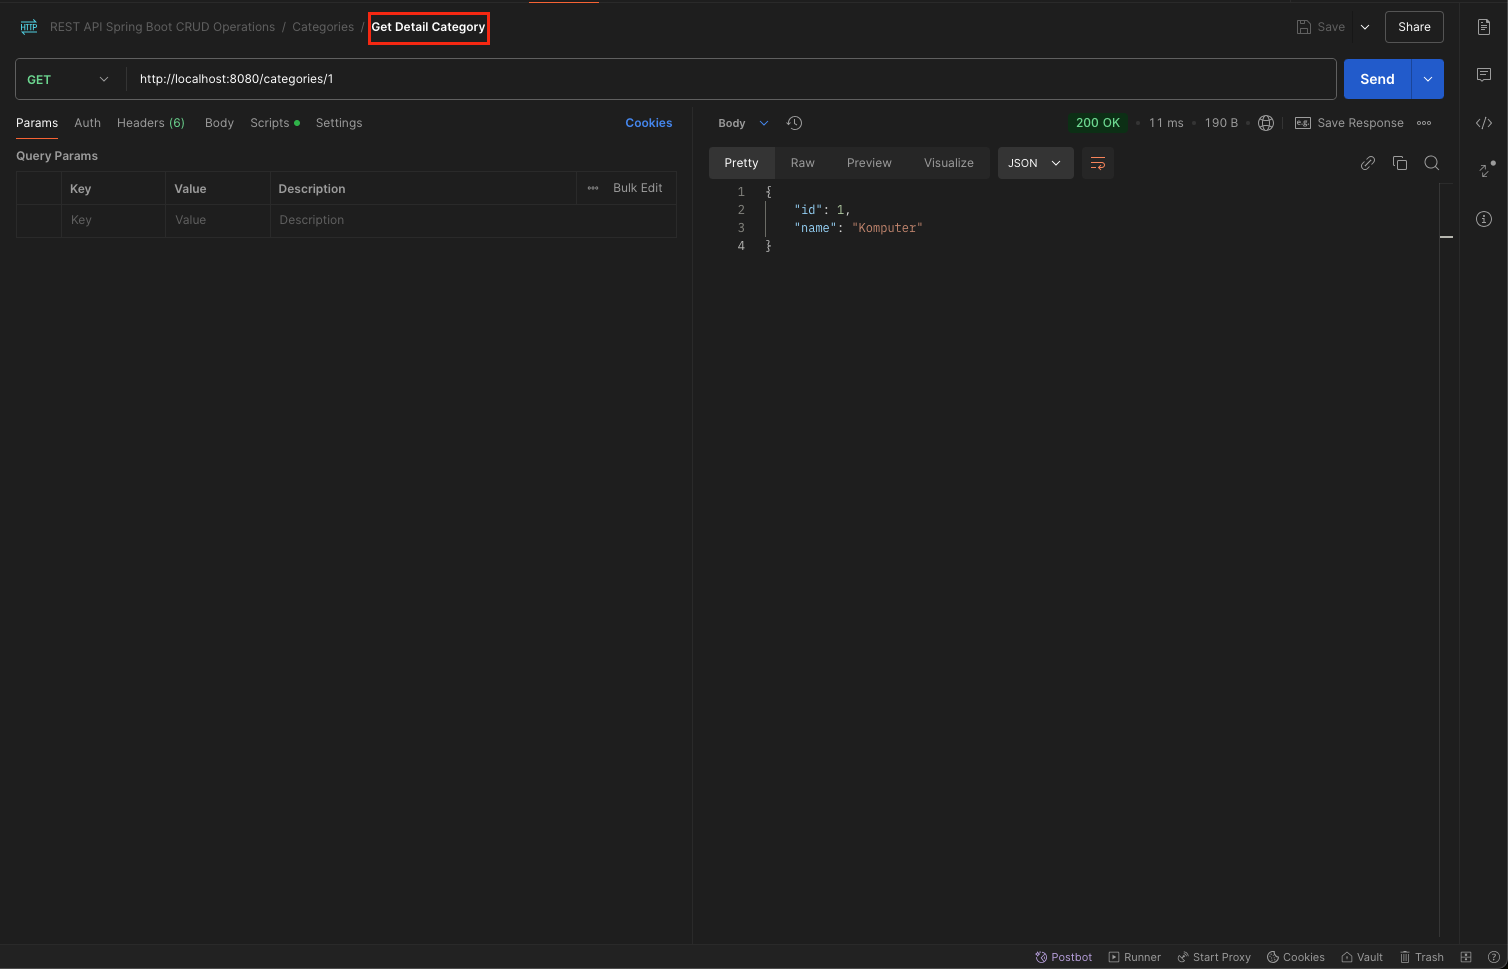 HTTP REST API Spring Boot CRUD Operations / Categories / Get Detail Category Save Share
GET http://localhost:8080/categories/1 Send
Params Auth Headers (6) Body Scripts Settings Cookies
Query Params
Key Value Description Bulk Edit
Key Value Description
Body 200 OK 11 ms 190 B e.g. Save Response
Pretty Raw Preview Visualize JSON
1 {
2 "id": 1,
3 "name": "Komputer"
4 }
Postbot Runner Start Proxy Cookies Vault Trash